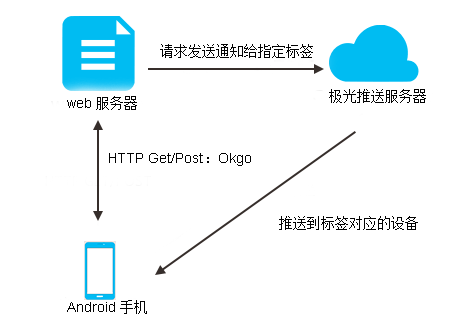 请求发送通知给指定标签
web 服务器
极光推送服务器
HTTP Get/Post：Okgo
推送到标签对应的设备
Android 手机